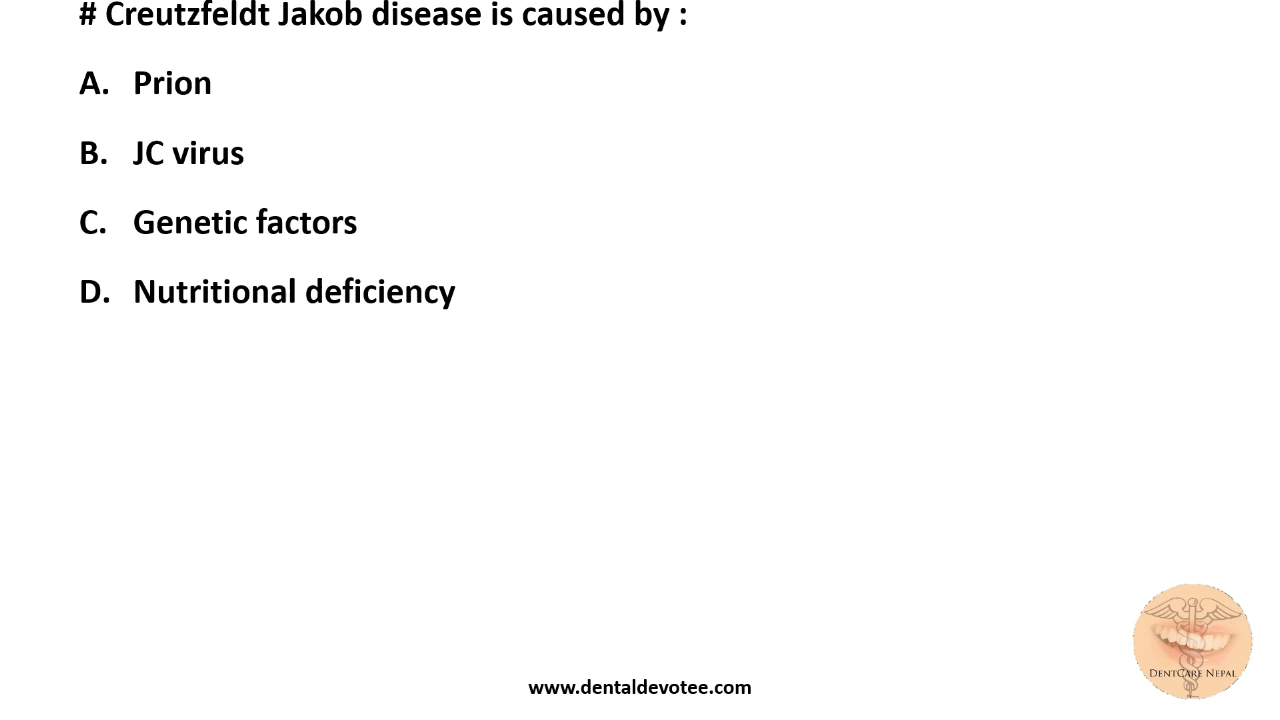 # Creutzfeldt Jakob disease is caused by :
A. Prion
B. JC virus
C. Genetic factors
D. Nutritional deficiency
DentCare Nepal
www.dentaldevotee.com